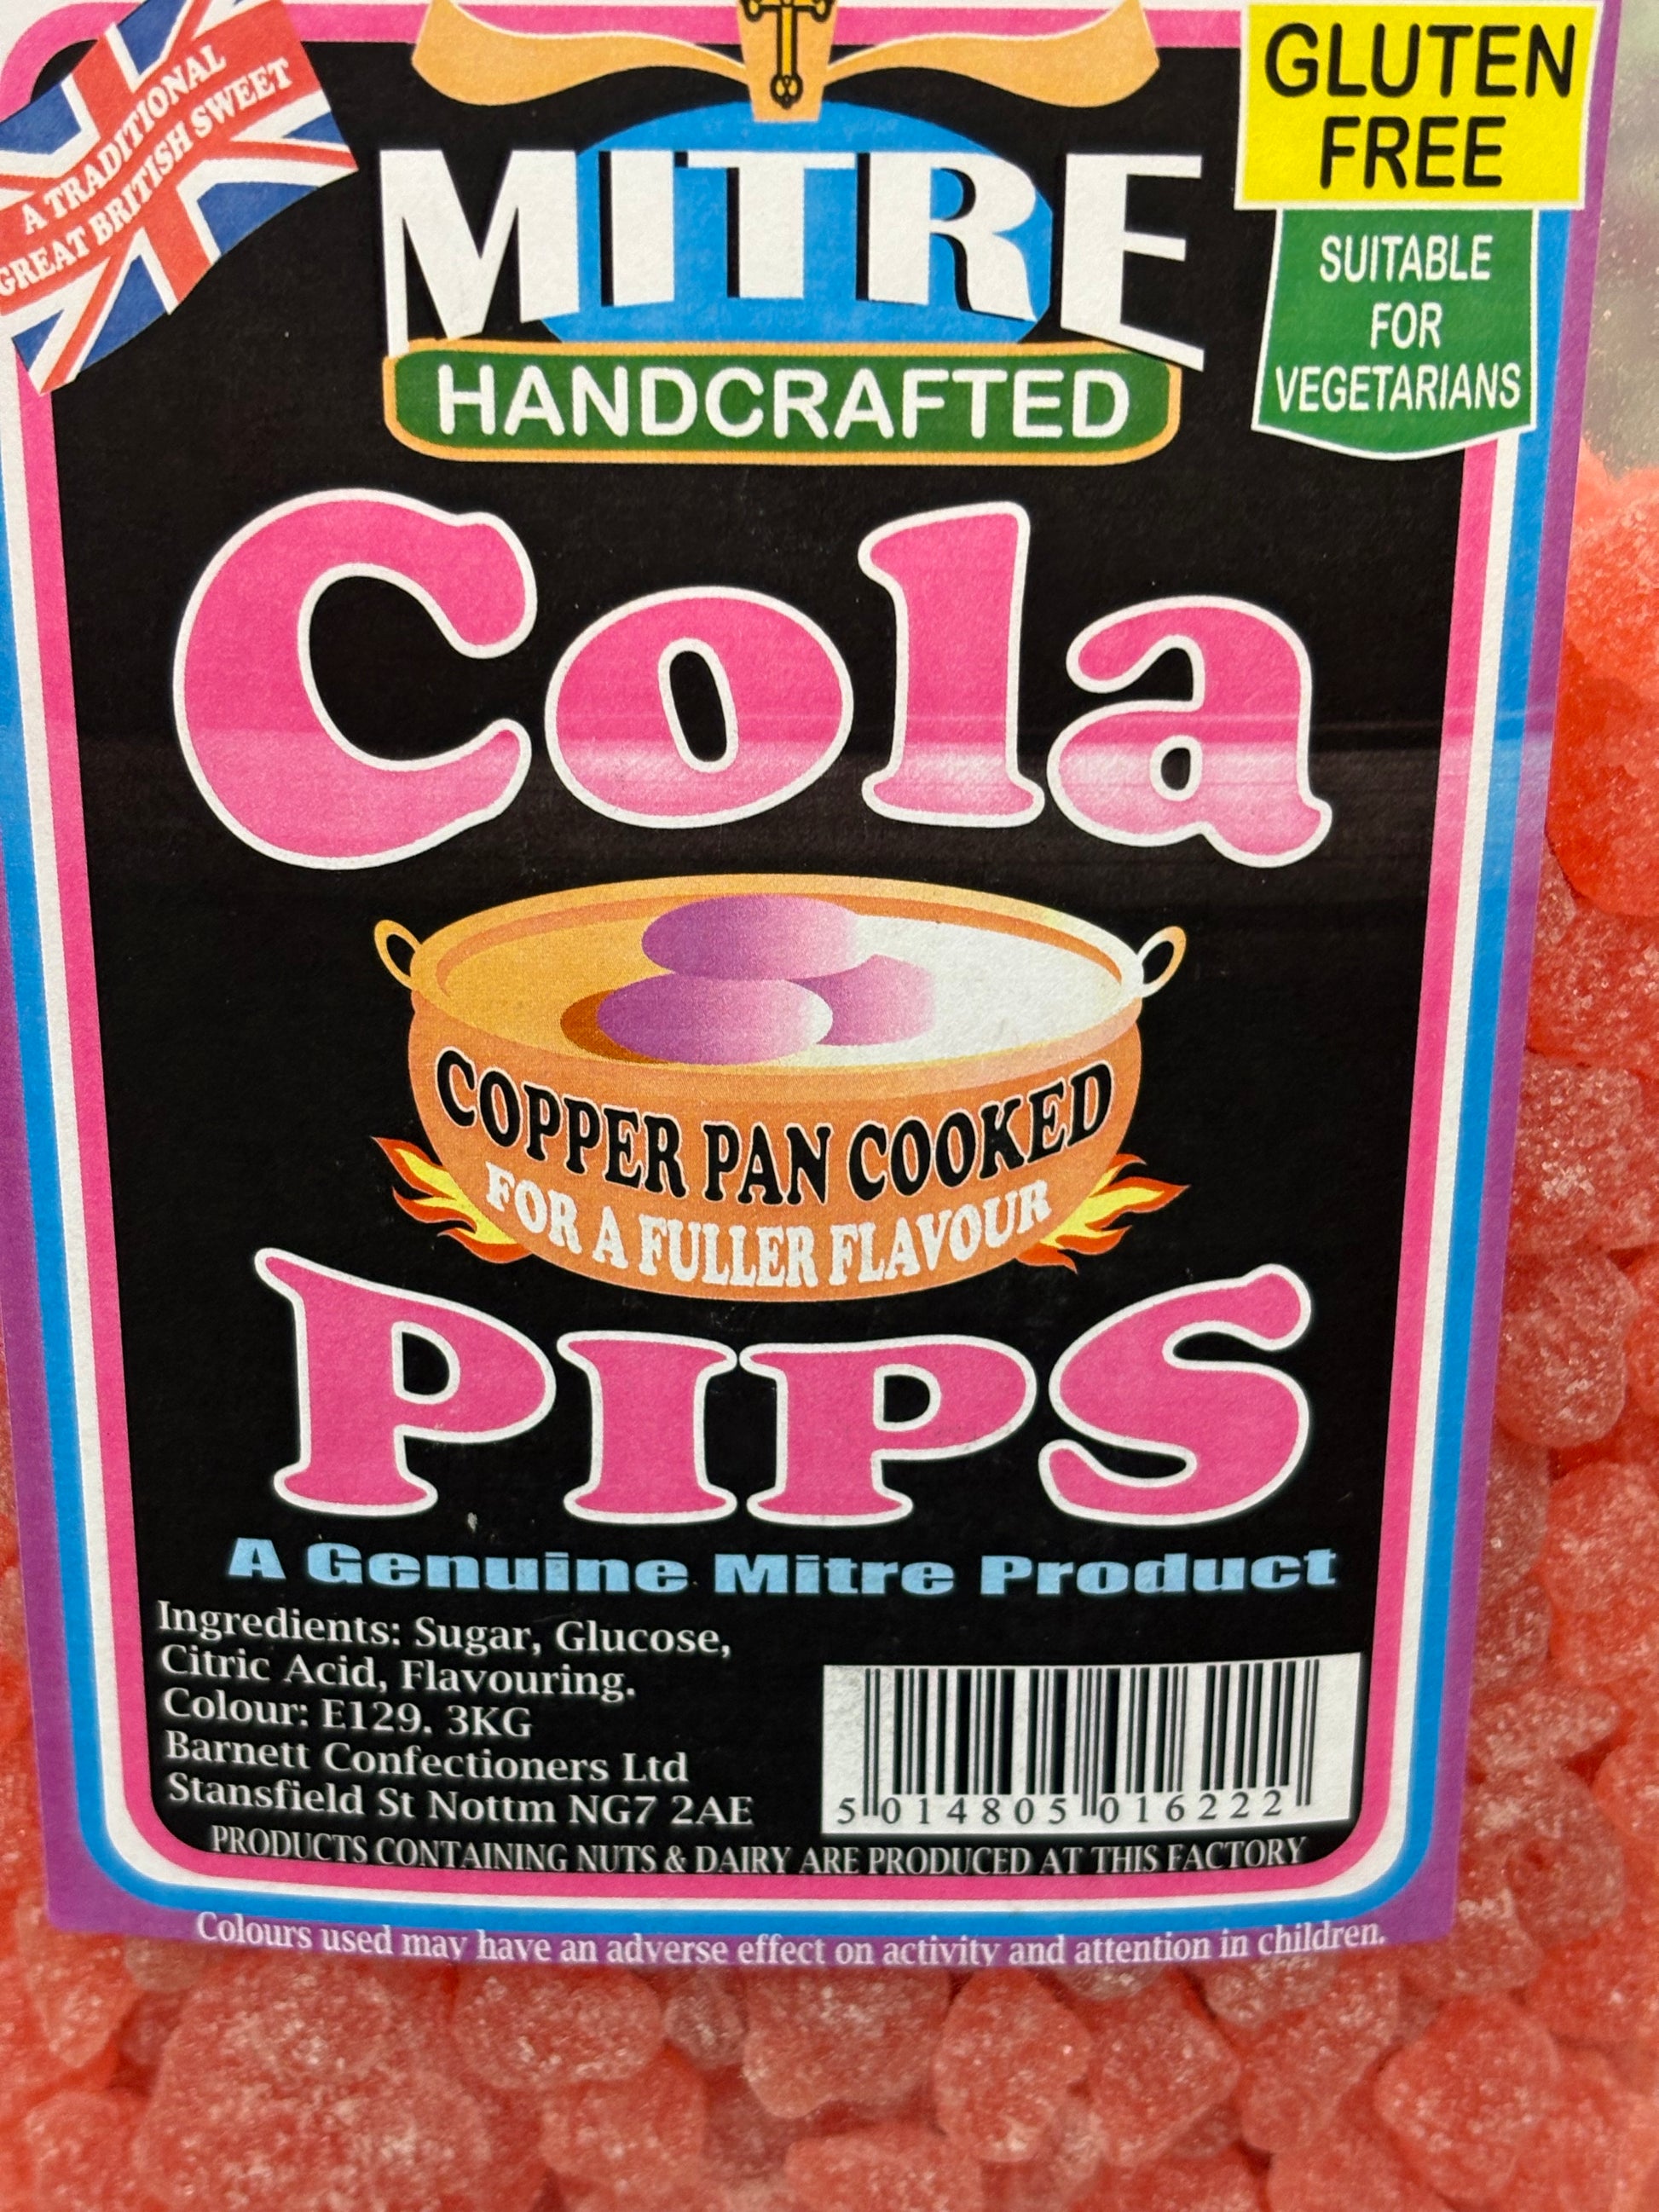 A TRADITIONAL
GREAT BRITISH SWEET
GLUTEN
FREE
SUITABLE
FOR
VEGETARIANS
MITRE
HANDCRAFTED
Cola
COPPER PAN COOKED
FOR A FULLER FLAVOUR
PIPS
A Genuine Mitre Product
Ingredients: Sugar, Glucose,
Citric Acid, Flavouring.
Colour: E129. 3KG
Barnett Confectioners Ltd
Stansfield St Nottm NG7 2AE
5 014805 016222
PRODUCTS CONTAINING NUTS & DAIRY ARE PRODUCED AT THIS FACTORY
Colours used may have an adverse effect on activity and attention in children.